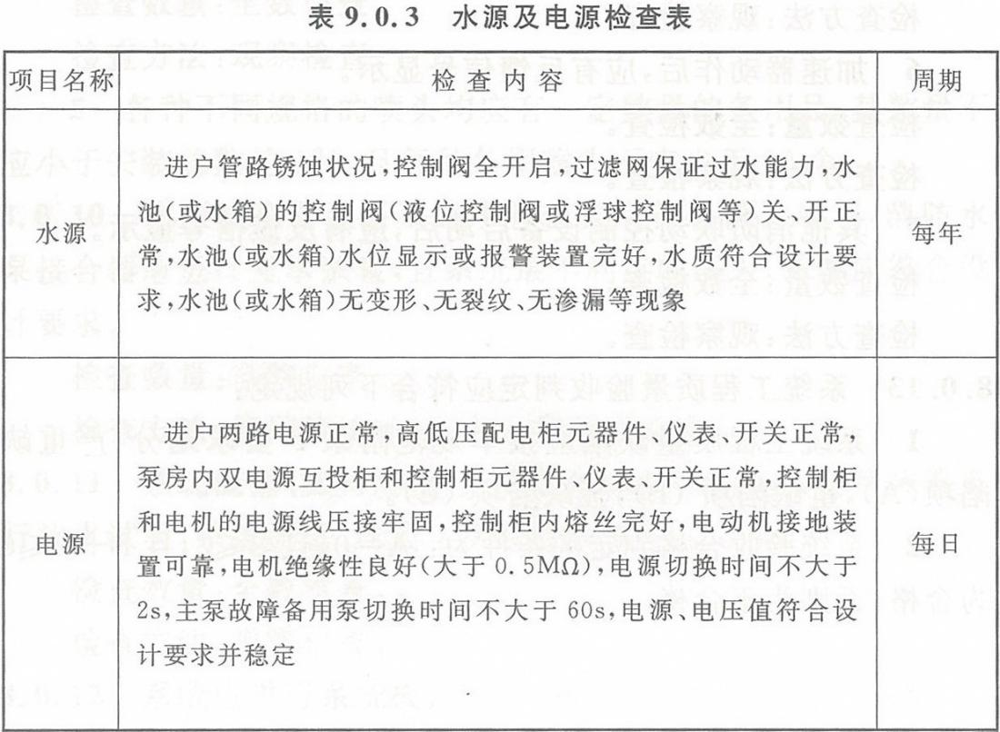 表 9.0.3 水源及电源检查表
项目名称 检查内容 周期
进户管路锈蚀状况,控制阀全开启,过滤网保证过水能力,水
池(或水箱)的控制阀(液位控制阀或浮球控制阀等)关、开正
常,水池(或水箱)水位显示或报警装置完好,水质符合设计要
求,水池(或水箱)无变形、无裂纹、无渗漏等现象
水源
每年
进户两路电源正常,高低压配电柜元器件、仪表、开关正常,
泵房内双电源互投柜和控制柜元器件、仪表、开关正常,控制柜
和电机的电源线压接牢固,控制柜内熔丝完好,电动机接地装
置可靠,电机绝缘性良好(大于 0.5MΩ),电源切换时间不大于
2s,主泵故障备用泵切换时间不大于 60s,电源、电压值符合设
计要求并稳定
电源
每日